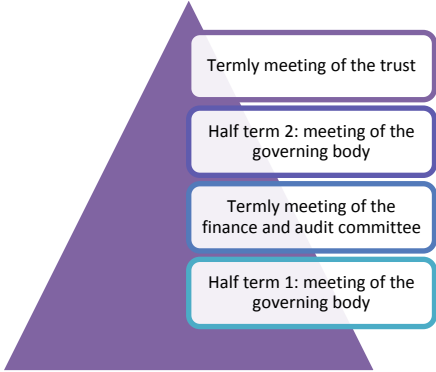 Termly meeting of the trust
Half term 2: meeting of the
governing body
Termly meeting of the
finance and audit committee
Half term 1: meeting of the
governing body